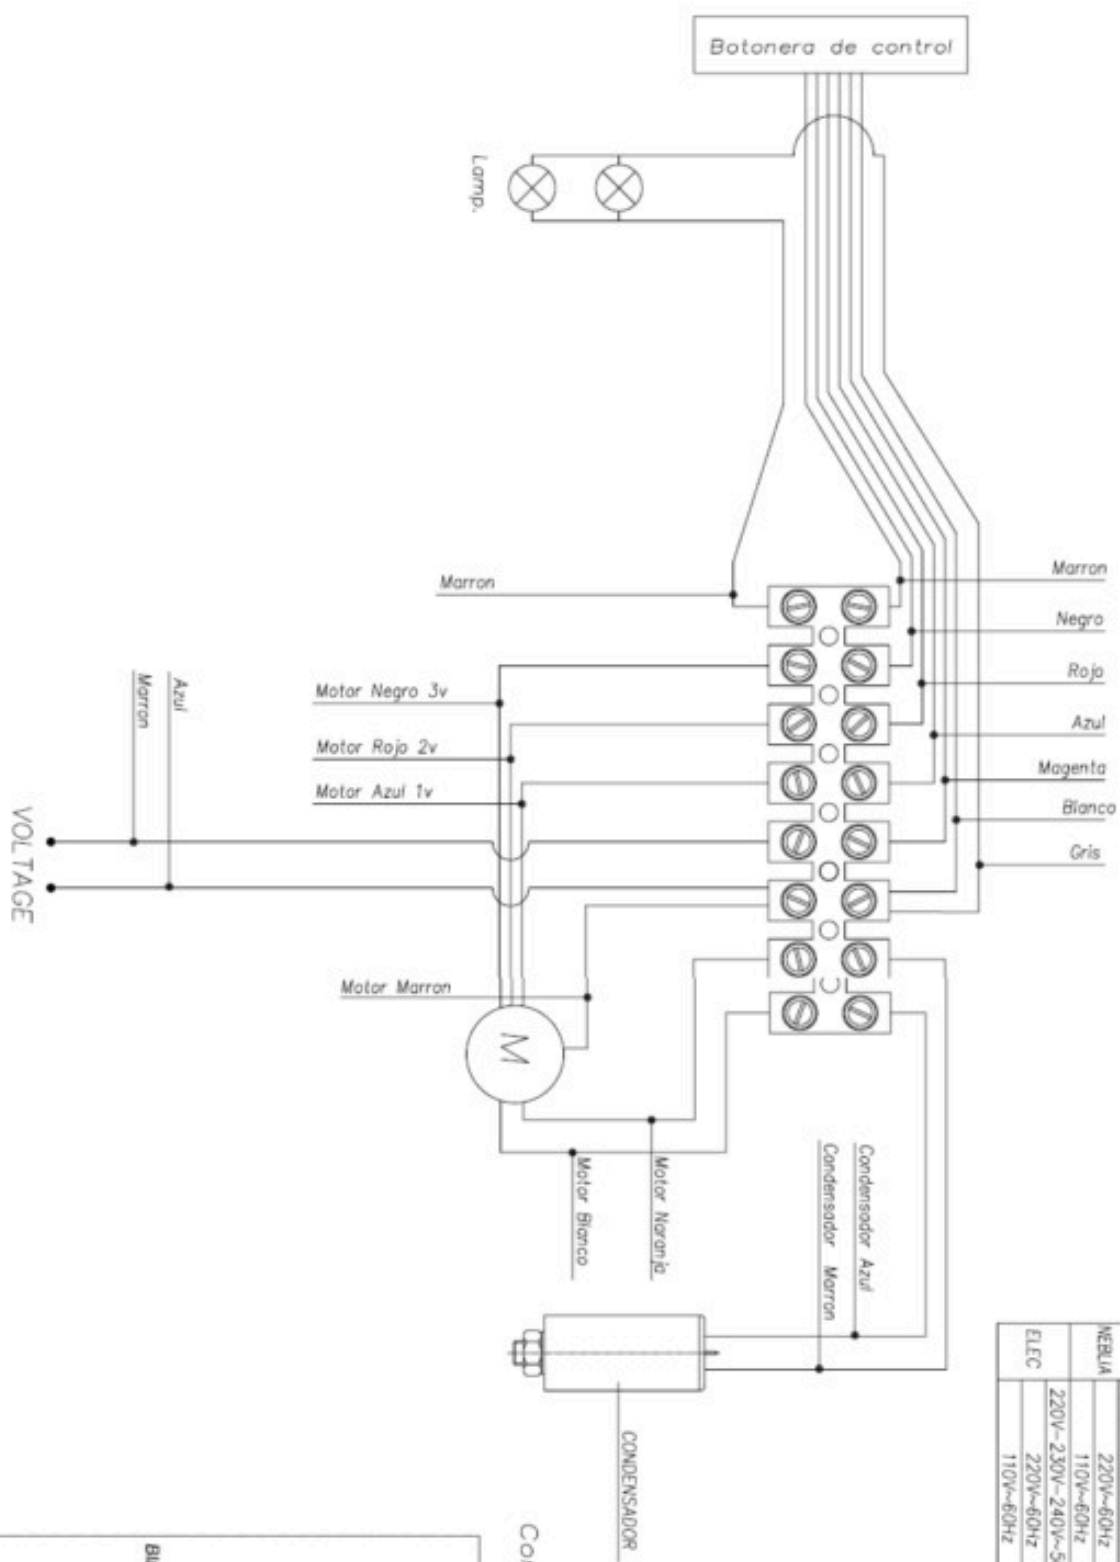 Botonera de control
Lamp.
Marron
Negro
Rojo
Azul
Magenta
Blanco
Gris
Marron
Motor Negro 3v
Motor Rojo 2v
Motor Azul 1v
Azul
Marron
VOLTAGE
Motor Marron
M
Motor Naranja
Motor Blanco
Condensador Azul
Condensador Marron
CONDENSADOR
NEBLIA
220V~60Hz
110V~60Hz
ELEC
220V-230V-240V~5
220V~60Hz
110V~60Hz